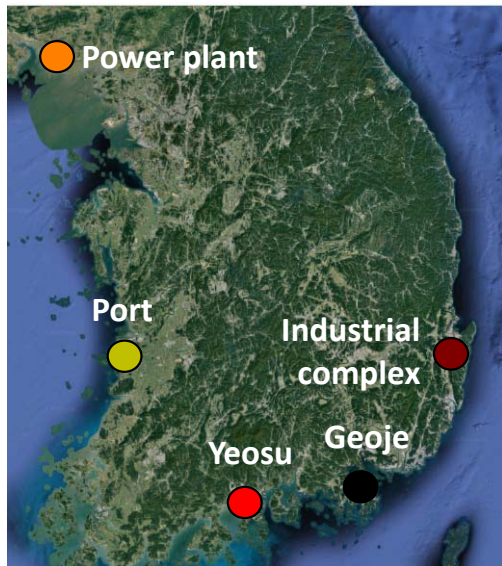 Power plant
Port
Industrial
complex
Geoje
Yeosu